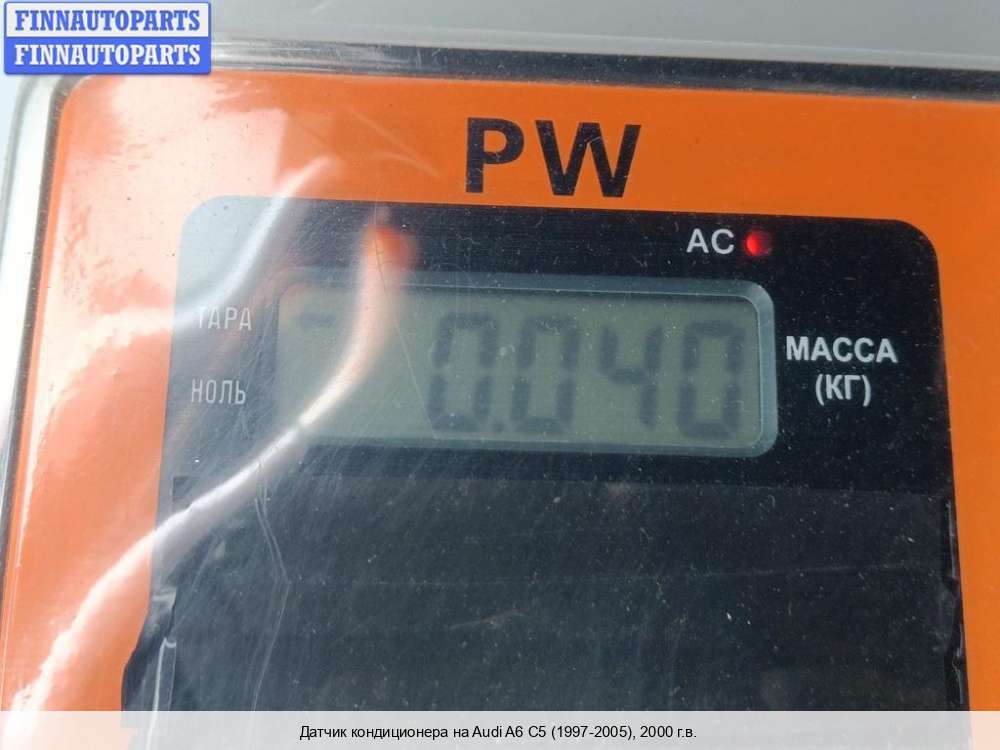 FINNAUTOPARTS
FINNAUTOPARTS
PW
AC
ТАРА
НОЛЬ
0.040
МАССА
(КГ)
Датчик кондиционера на Audi A6 C5 (1997-2005), 2000 г.в.